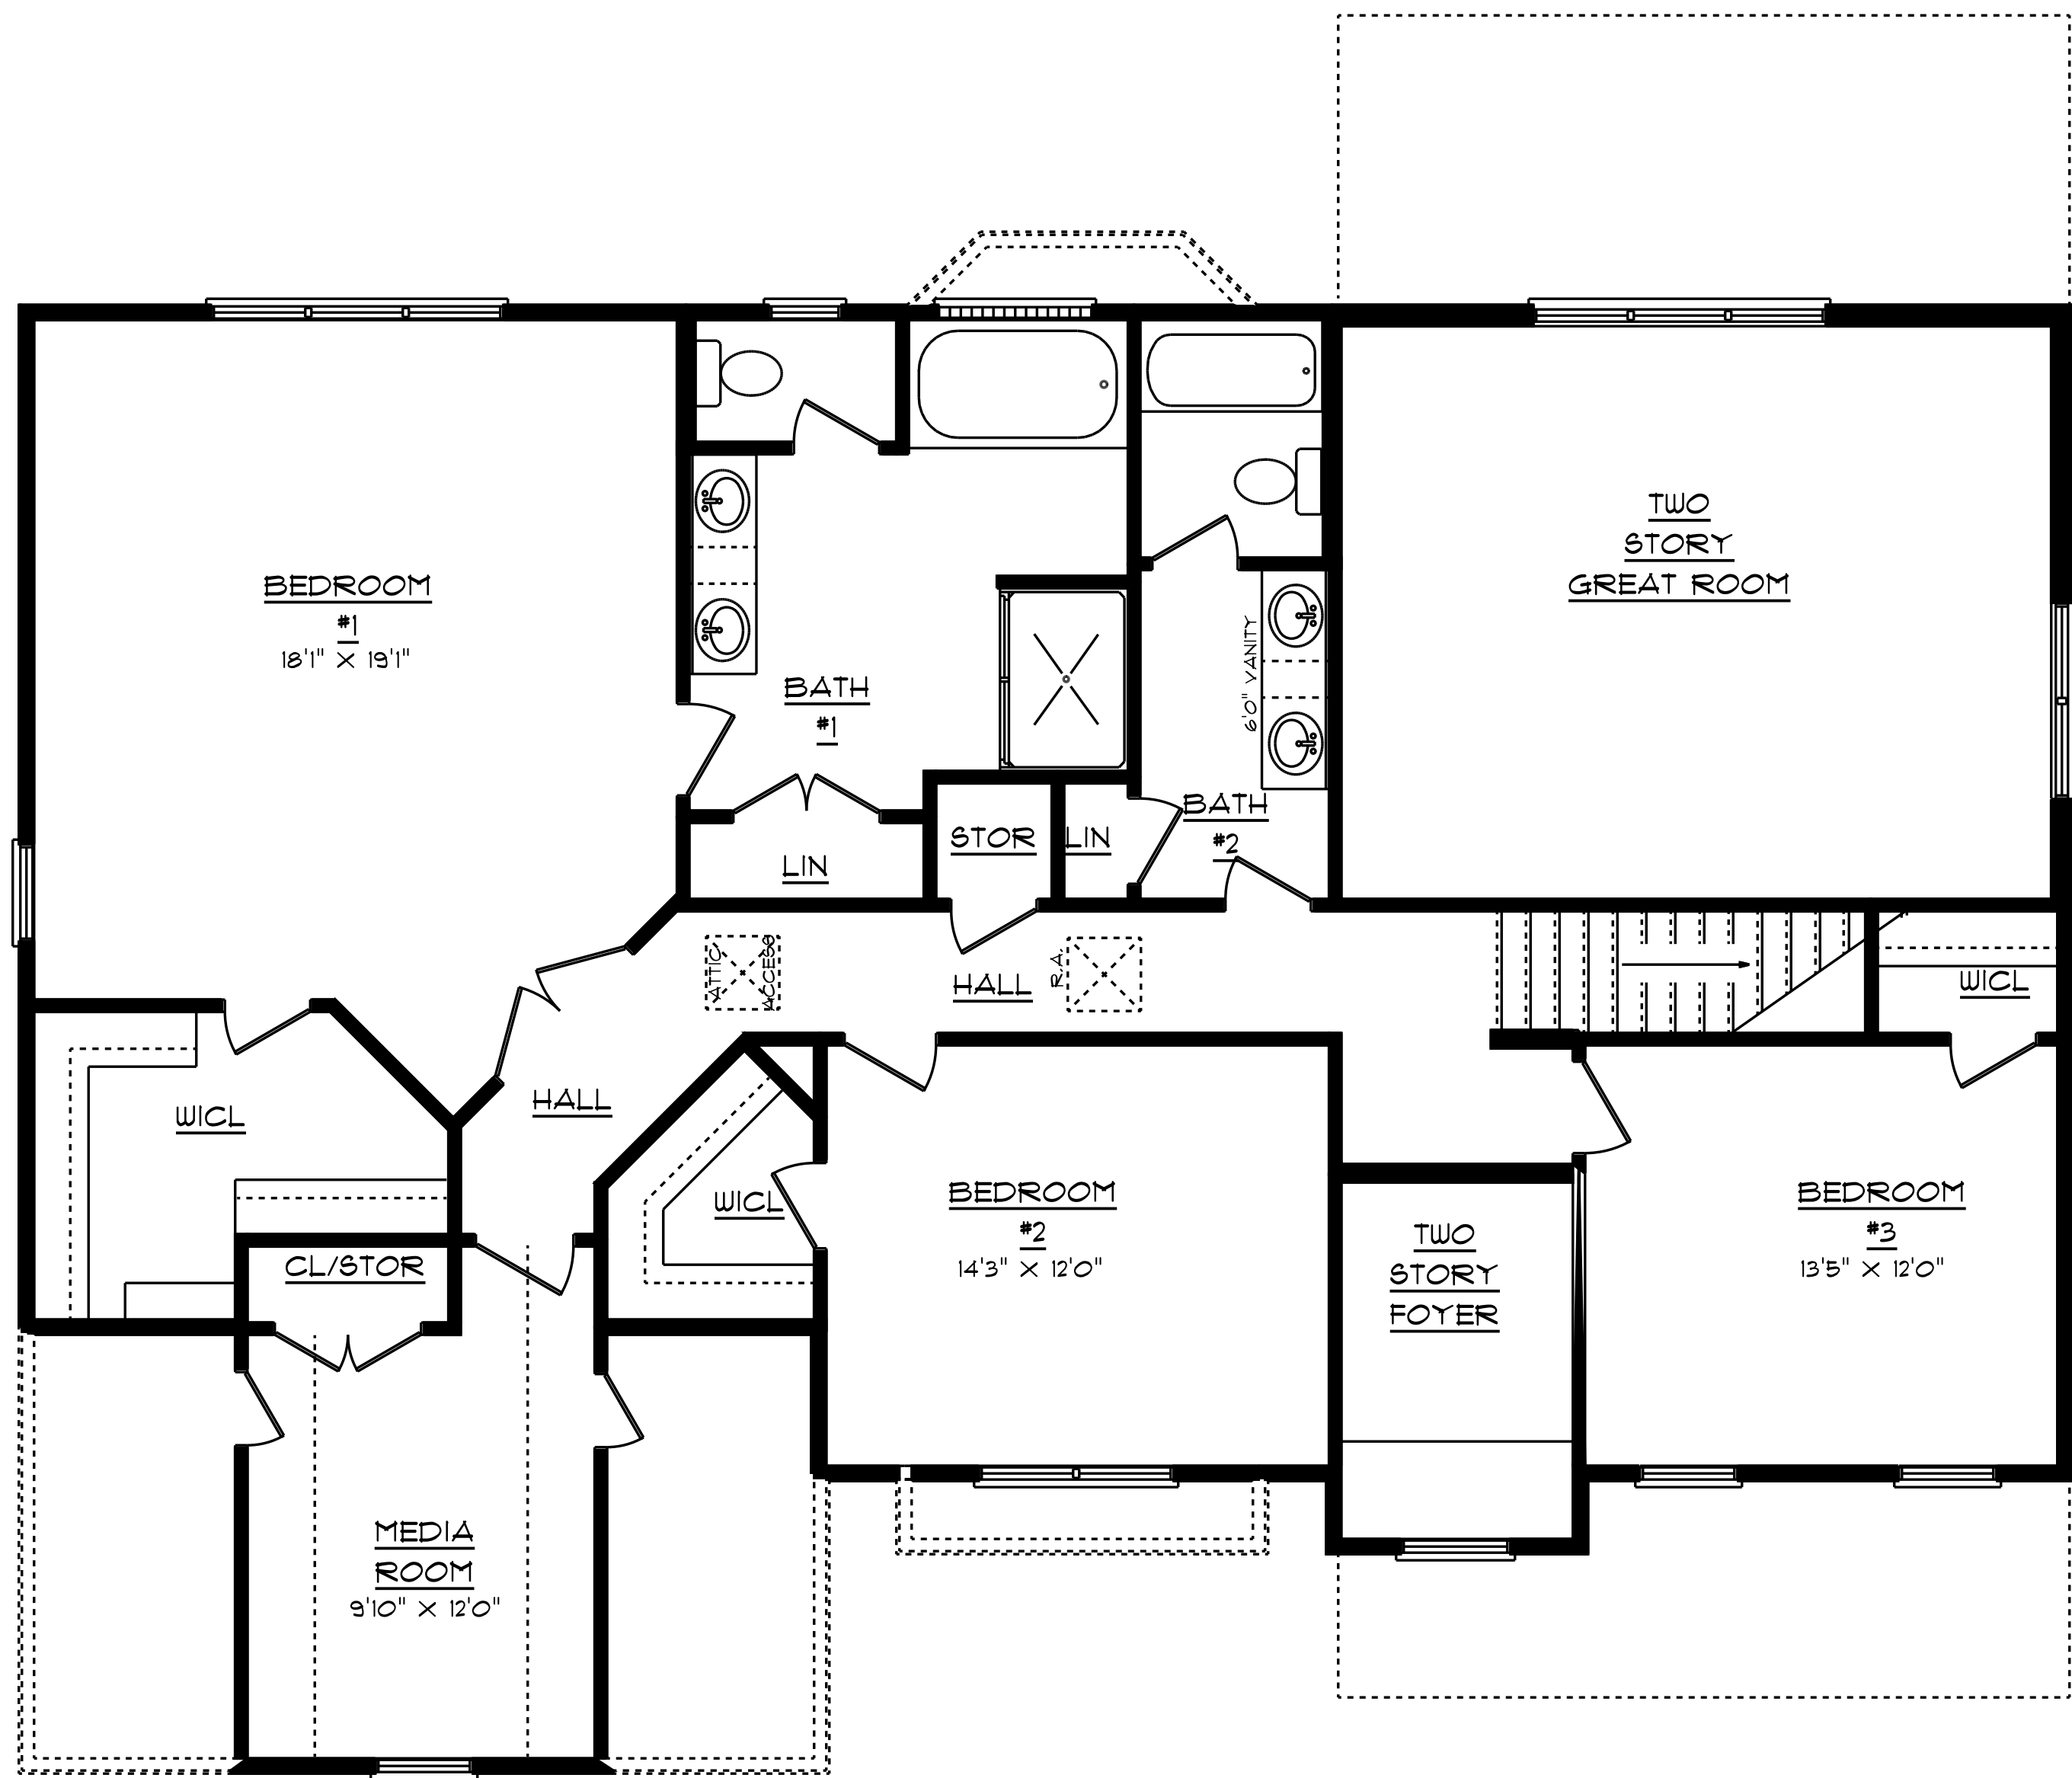 TWO
STORY
GREAT ROOM
BEDROOM
#1
18'1" X 19'1"
BATH
#1
6'0" VANITY
BATH
#2
STOR
LIN
LIN
ATTIC
ACCESS
HALL
R.A.
WICL
HALL
WICL
WICL
BEDROOM
#2
14'3" X 12'0"
BEDROOM
#3
13'5" X 12'0"
TWO
STORY
FOYER
CL/STOR
MEDIA
ROOM
9'10" X 12'0"